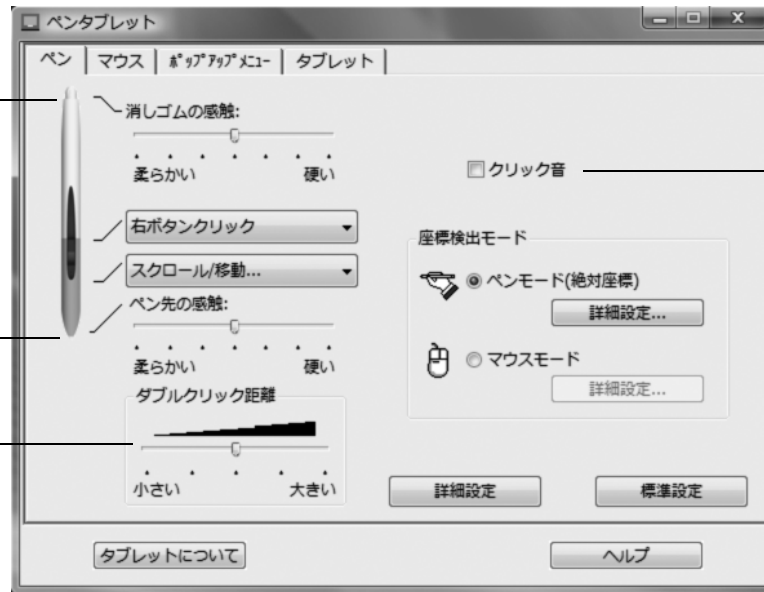 ペンタブレット
ペン マウス ﾎﾟｯﾌﾟｱｯﾌﾟﾒﾆｭｰ タブレット
消しゴムの感触:
柔らかい 硬い
右ボタンクリック
スクロール/移動...
ペン先の感触:
柔らかい 硬い
ダブルクリック距離
小さい 大きい
クリック音
座標検出モード
ペンモード(絶対座標)
詳細設定...
マウスモード
詳細設定...
詳細設定 標準設定
タブレットについて ヘルプ